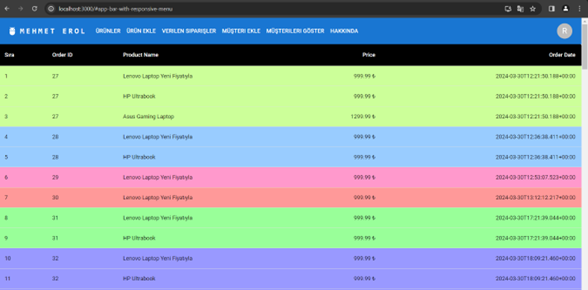 localhost:3000/#app-bar-with-responsive-menu
MEHMET EROL ÜRÜNLER ÜRÜN EKLE VERİLEN SİPARİŞLER MÜŞTERİ EKLE MÜŞTERİLERİ GÖSTER HAKKINDA R
Sıra Order ID Product Name Price Order Date
1 27 Lenovo Laptop Yeni Fiyatıyla 999.99 ₺ 2024-03-30T12:21:50.188+00:00
2 27 HP Ultrabook 999.99 ₺ 2024-03-30T12:21:50.188+00:00
3 27 Asus Gaming Laptop 1299.99 ₺ 2024-03-30T12:21:50.188+00:00
4 28 Lenovo Laptop Yeni Fiyatıyla 999.99 ₺ 2024-03-30T12:36:38.411+00:00
5 28 HP Ultrabook 999.99 ₺ 2024-03-30T12:36:38.411+00:00
6 29 Lenovo Laptop Yeni Fiyatıyla 999.99 ₺ 2024-03-30T12:53:07.523+00:00
7 30 Lenovo Laptop Yeni Fiyatıyla 999.99 ₺ 2024-03-30T13:12:12.217+00:00
8 31 Lenovo Laptop Yeni Fiyatıyla 999.99 ₺ 2024-03-30T17:21:39.044+00:00
9 31 HP Ultrabook 999.99 ₺ 2024-03-30T17:21:39.044+00:00
10 32 Lenovo Laptop Yeni Fiyatıyla 999.99 ₺ 2024-03-30T18:09:21.460+00:00
11 32 HP Ultrabook 999.99 ₺ 2024-03-30T18:09:21.460+00:00